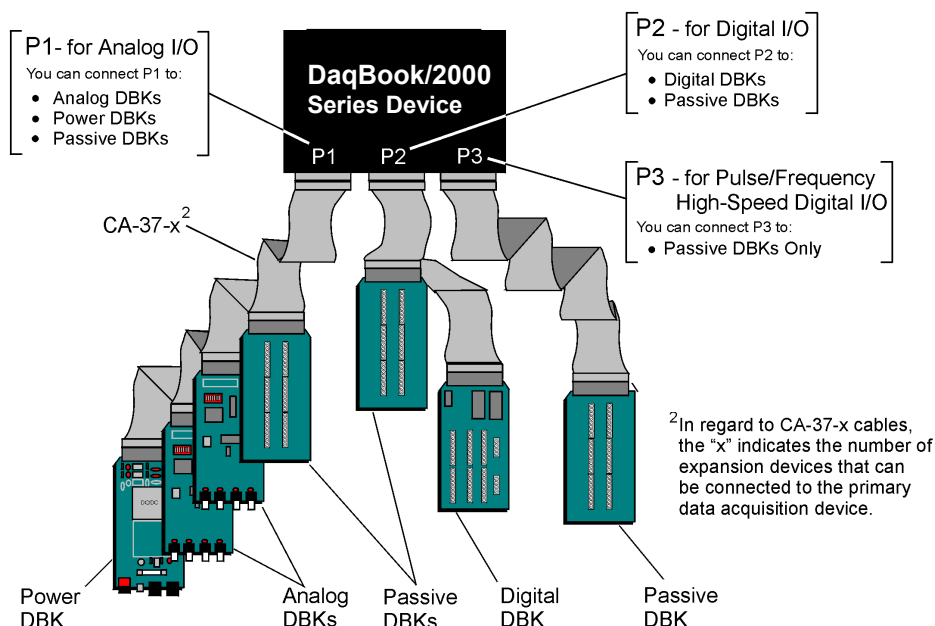 P1- for Analog I/O
You can connect P1 to:
• Analog DBKs
• Power DBKs
• Passive DBKs
DaqBook/2000
Series Device
P1
P2
P3
P2 - for Digital I/O
You can connect P2 to:
• Digital DBKs
• Passive DBKs
P3 - for Pulse/Frequency
High-Speed Digital I/O
You can connect P3 to:
• Passive DBKs Only
CA-37-x²
²In regard to CA-37-x cables,
the “x” indicates the number of
expansion devices that can
be connected to the primary
data acquisition device.
DC/DC
Power
DBK
Analog
DBKs
Passive
DBKs
Digital
DBK
Passive
DBK